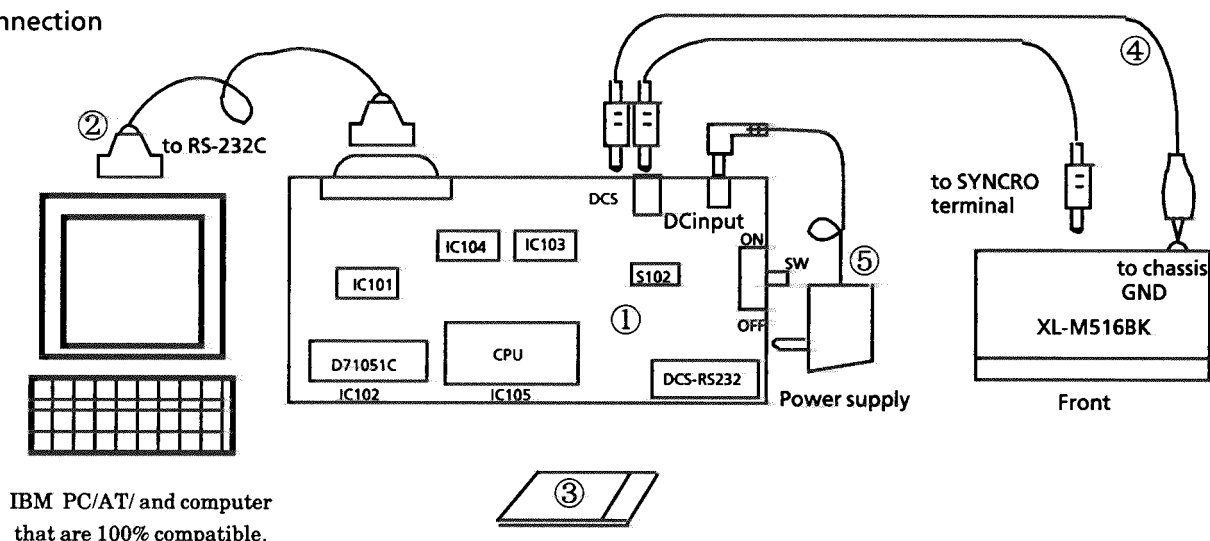 nnection
④
②
to RS-232C
DCS
DCinput
to SYNCRO
terminal
IC104
IC103
ON
S102
SW
⑤
IC101
to chassis
GND
①
OFF
XL-M516BK
D71051C
CPU
DCS-RS232
IC102
IC105
Power supply
Front
③
IBM PC/AT/ and computer
that are 100% compatible.